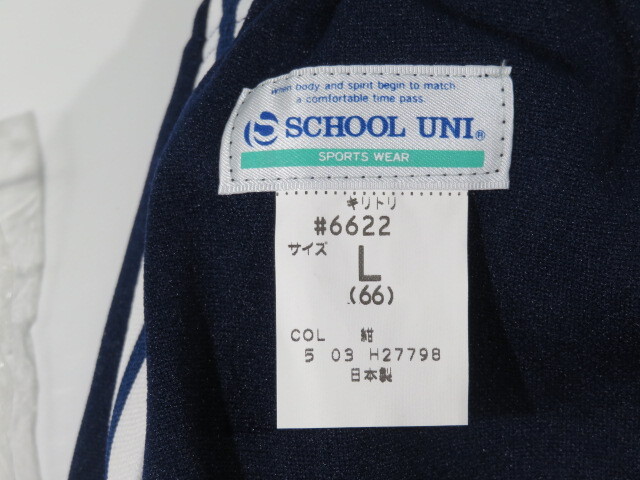 When body and spirit begin to match
a comfortable time pass.
S SCHOOL UNI®
SPORTS WEAR
キリトリ
#6622
サイズ L
(66)
COL 紺
5 03 H27798
日本製